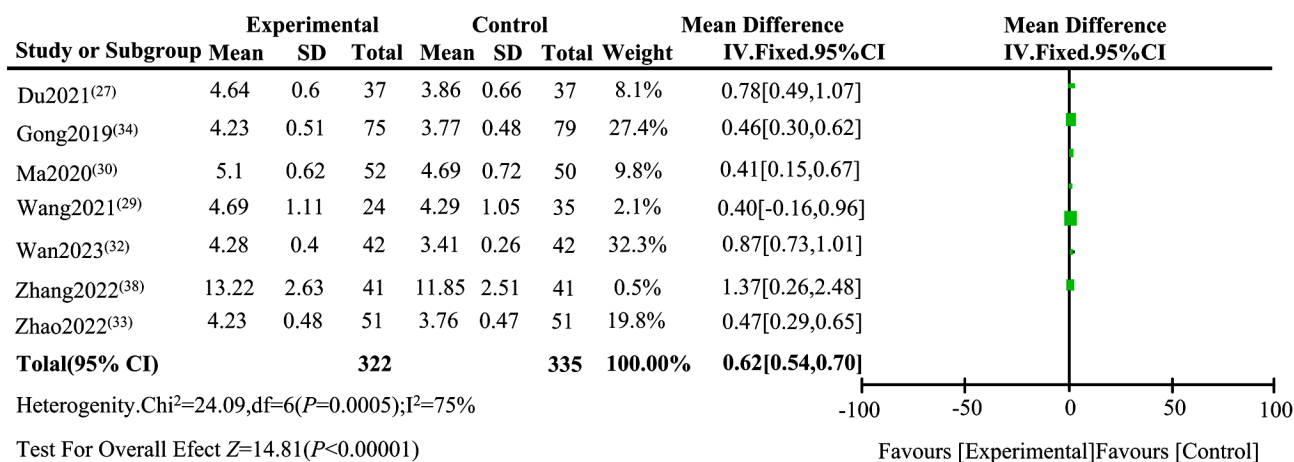 Experimental Control Mean Difference Mean Difference
Study or Subgroup Mean SD Total Mean SD Total Weight IV.Fixed.95%CI IV.Fixed.95%CI
Du2021(27) 4.64 0.6 37 3.86 0.66 37 8.1% 0.78[0.49,1.07]
Gong2019(34) 4.23 0.51 75 3.77 0.48 79 27.4% 0.46[0.30,0.62]
Ma2020(30) 5.1 0.62 52 4.69 0.72 50 9.8% 0.41[0.15,0.67]
Wang2021(29) 4.69 1.11 24 4.29 1.05 35 2.1% 0.40[-0.16,0.96]
Wan2023(32) 4.28 0.4 42 3.41 0.26 42 32.3% 0.87[0.73,1.01]
Zhang2022(38) 13.22 2.63 41 11.85 2.51 41 0.5% 1.37[0.26,2.48]
Zhao2022(33) 4.23 0.48 51 3.76 0.47 51 19.8% 0.47[0.29,0.65]
Tolal(95% CI) 322 335 100.00% 0.62[0.54,0.70]
Heterogenity.Chi²=24.09,df=6(P=0.0005);I²=75%
-100 -50 0 50 100
Test For Overall Efect Z=14.81(P<0.00001)
Favours [Experimental]Favours [Control]